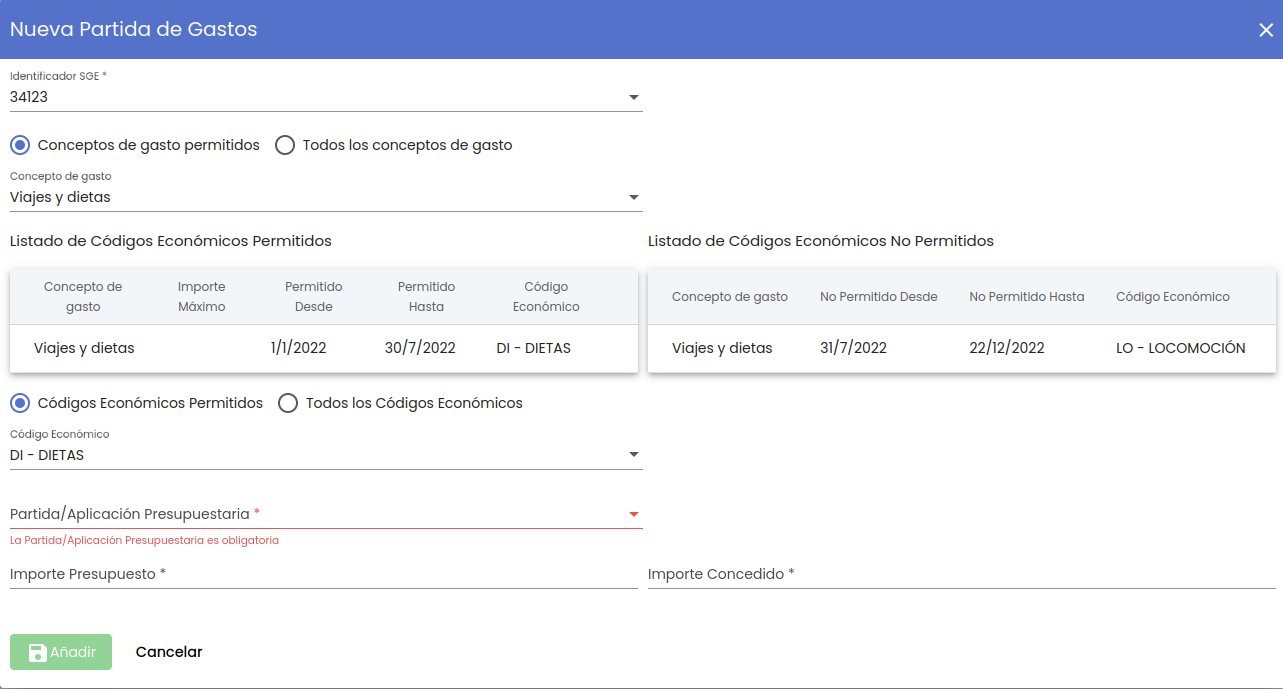 Nueva Partida de Gastos
Identificador SGE *
34123
Conceptos de gasto permitidos Todos los conceptos de gasto
Concepto de gasto
Viajes y dietas
Listado de Códigos Económicos Permitidos
Concepto de gasto Importe Máximo Permitido Desde Permitido Hasta Código Económico
Viajes y dietas 1/1/2022 30/7/2022 DI - DIETAS
Listado de Códigos Económicos No Permitidos
Concepto de gasto No Permitido Desde No Permitido Hasta Código Económico
Viajes y dietas 31/7/2022 22/12/2022 LO - LOCOMOCIÓN
Códigos Económicos Permitidos Todos los Códigos Económicos
Código Económico
DI - DIETAS
Partida/Aplicación Presupuestaria *
La Partida/Aplicación Presupuestaria es obligatoria
Importe Presupuesto * Importe Concedido *
Añadir Cancelar